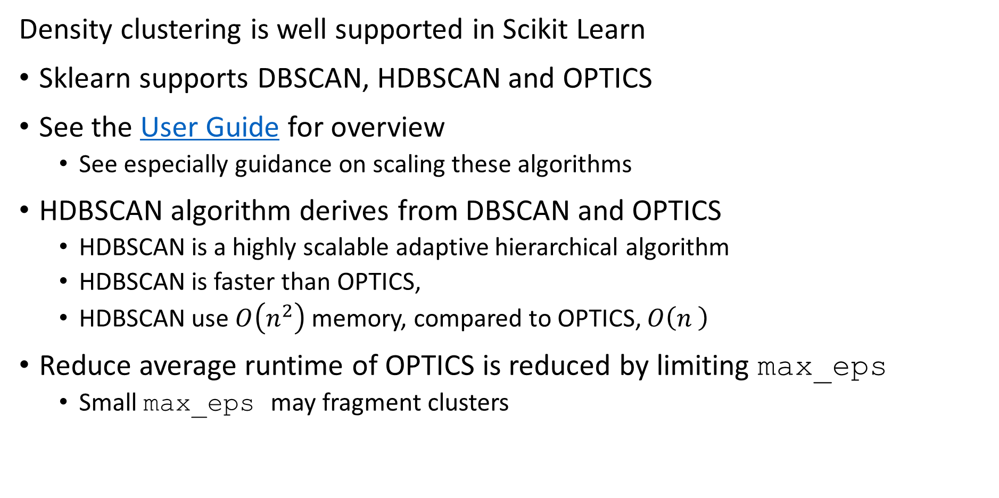 Density clustering is well supported in Scikit Learn
• Sklearn supports DBSCAN, HDBSCAN and OPTICS
• See the User Guide for overview
• See especially guidance on scaling these algorithms
• HDBSCAN algorithm derives from DBSCAN and OPTICS
• HDBSCAN is a highly scalable adaptive hierarchical algorithm
• HDBSCAN is faster than OPTICS,
• HDBSCAN use O(n²) memory, compared to OPTICS, O(n )
• Reduce average runtime of OPTICS is reduced by limiting max_eps
• Small max_eps may fragment clusters